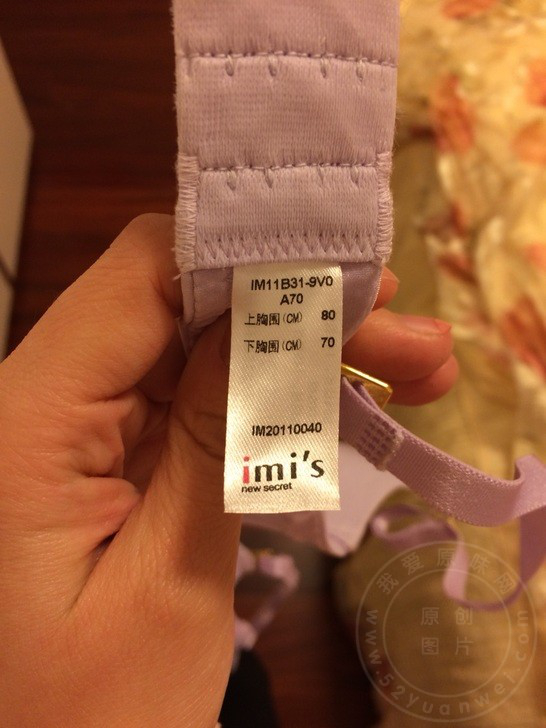 IM11B31-9V0
A70
上胸围(CM) 80
下胸围(CM) 70
IM20110040
imi's
new secret
我爱原味网
原创
图片
www.52yuanwei.com